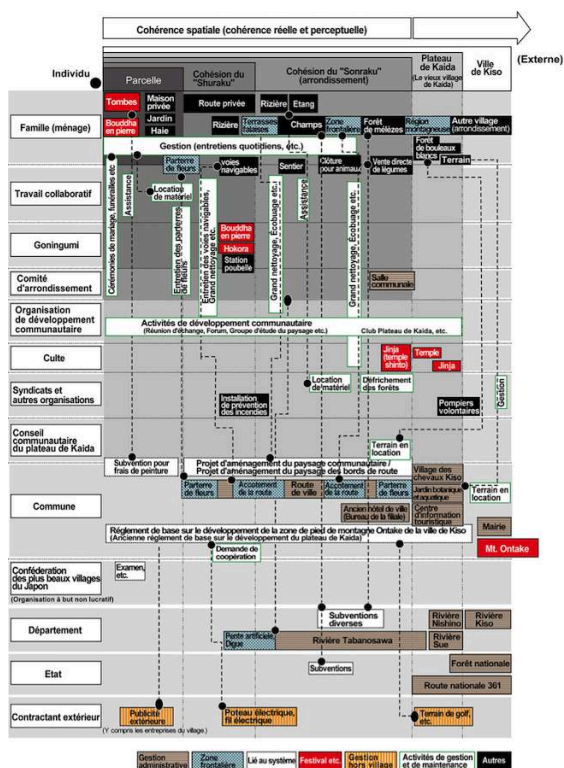 Cohérence spatiale (cohérence réelle et perceptuelle)
(Externe)
Individu
Parcelle
Cohésion du "Shuraku"
Cohésion du "Sonraku"
(arrondissement)
Plateau
de Kaida
(Le vieux village
de Kaida)
Ville
de Kiso
Famille (ménage)
Tombes
Bouddha
en pierre
Maison
privée
Jardin
Haie
Route privée
Rizière
Etang
Rizière
Terrasses
falaises
Champs
Zone
frontalière
Forêt
de mélèzes
Région
montagneuse
Autre village
(arrondissement)
Gestion (entretiens quotidiens, etc.)
Forêt
de bouleaux
blancs
Terrain
Travail collaboratif
Cérémonies de mariage, funérailles etc
Assistance
Parterre
de fleurs
Location
de matériel
voies
navigables
Sentier
Clôture
pour animaux
Vente directe
de légumes
Assistance
Entretien des parterres
de fleurs
Entretien des voies navigables,
Grand nettoyage etc.
Grand nettoyage, Écobuage etc.
Grand nettoyage, Écobuage etc.
Goningumi
Bouddha
en pierre
Hokora
Station
poubelle
Comité
d'arrondissement
Salle
communale
Organisation
de développement
communautaire
Activités de développement communautaire
(Réunion d'échange, Forum, Groupe d'étude du paysage etc.)
Club Plateau de Kaida, etc.
Culte
Jinja
(temple
shinto)
Temple
Jinja
Syndicats et
autres organisations
Location
de matériel
Défrichement
des forêts
Installation
de prévention
des incendies
Pompiers
volontaires
Gestion
Conseil
communautaire
du plateau de Kaida
Terrain en
location
Subvention pour
frais de peinture
Projet d'aménagement du paysage communautaire /
Projet d'aménagement du paysage des bords de route
Commune
Village des
chevaux Kiso
Parterre
de fleurs
Accotement
de la route
Route
de ville
Accotement
de la route
Parterre
de fleurs
Jardin botanique
et aquatique
Terrain en
location
Ancien hôtel de ville
(Bureau de la filiale)
Centre
d'information
touristique
Mairie
Réglement de base sur le développement de la zone de pied de montagne Ontake de la ville de Kiso
(Ancienne réglement de base sur le développement du plateau de Kaida)
Mt. Ontake
Demande de
coopération
Confédération
des plus beaux villages
du Japon
(Organisation à but non lucratif)
Examen,
etc.
Département
Subventions
diverses
Rivière
Nishino
Rivière
Kiso
Pente artificielle,
Digue
Rivière Tabanosawa
Rivière
Sue
Etat
Subventions
Forêt nationale
Route nationale 361
Contractant extérieur
Publicité
extérieure
(Y compris les entreprises du village.)
Poteau électrique,
fil électrique
Terrain de golf,
etc.
Gestion
administrative
Zone
frontalière
Lié au système
Festival etc.
Gestion
hors village
Activités de gestion
et de maintenance
Autres